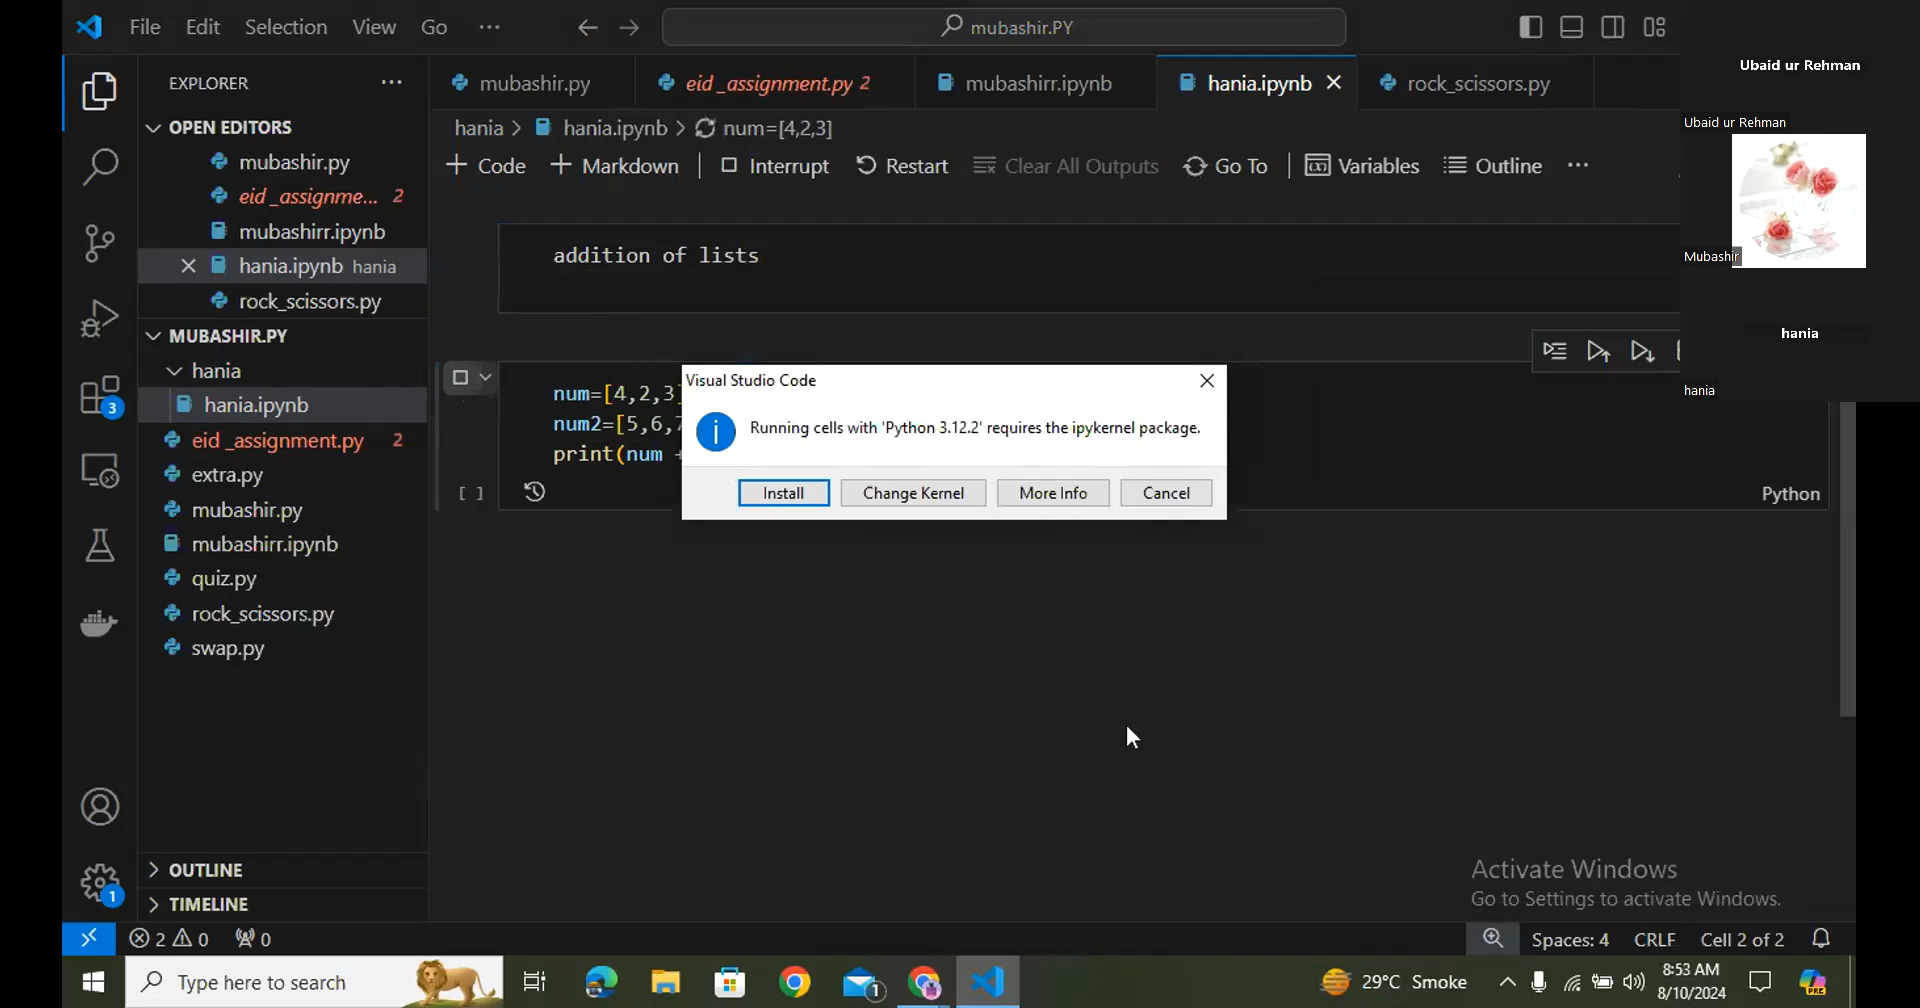 File Edit Selection View Go ...
mubashir.PY
EXPLORER ...
OPEN EDITORS
mubashir.py
eid _assignme... 2
mubashirr.ipynb
hania.ipynb hania
rock_scissors.py
MUBASHIR.PY
hania
hania.ipynb
eid _assignment.py 2
extra.py
mubashir.py
mubashirr.ipynb
quiz.py
rock_scissors.py
swap.py
OUTLINE
TIMELINE
3
1
mubashir.py
eid _assignment.py 2
mubashirr.ipynb
hania.ipynb
rock_scissors.py
hania > hania.ipynb > num=[4,2,3]
+ Code + Markdown Interrupt Restart Clear All Outputs Go To Variables Outline ...
addition of lists
num=[4,2,3]
num2=[5,6,7
print(num +
[ ]
Python
Visual Studio Code
Running cells with 'Python 3.12.2' requires the ipykernel package.
Install Change Kernel More Info Cancel
Ubaid ur Rehman
Ubaid ur Rehman
Mubashir
hania
hania
Activate Windows
Go to Settings to activate Windows.
2 0 0
Spaces: 4 CRLF Cell 2 of 2
Type here to search
1
29°C Smoke
8:53 AM
8/10/2024
PRE